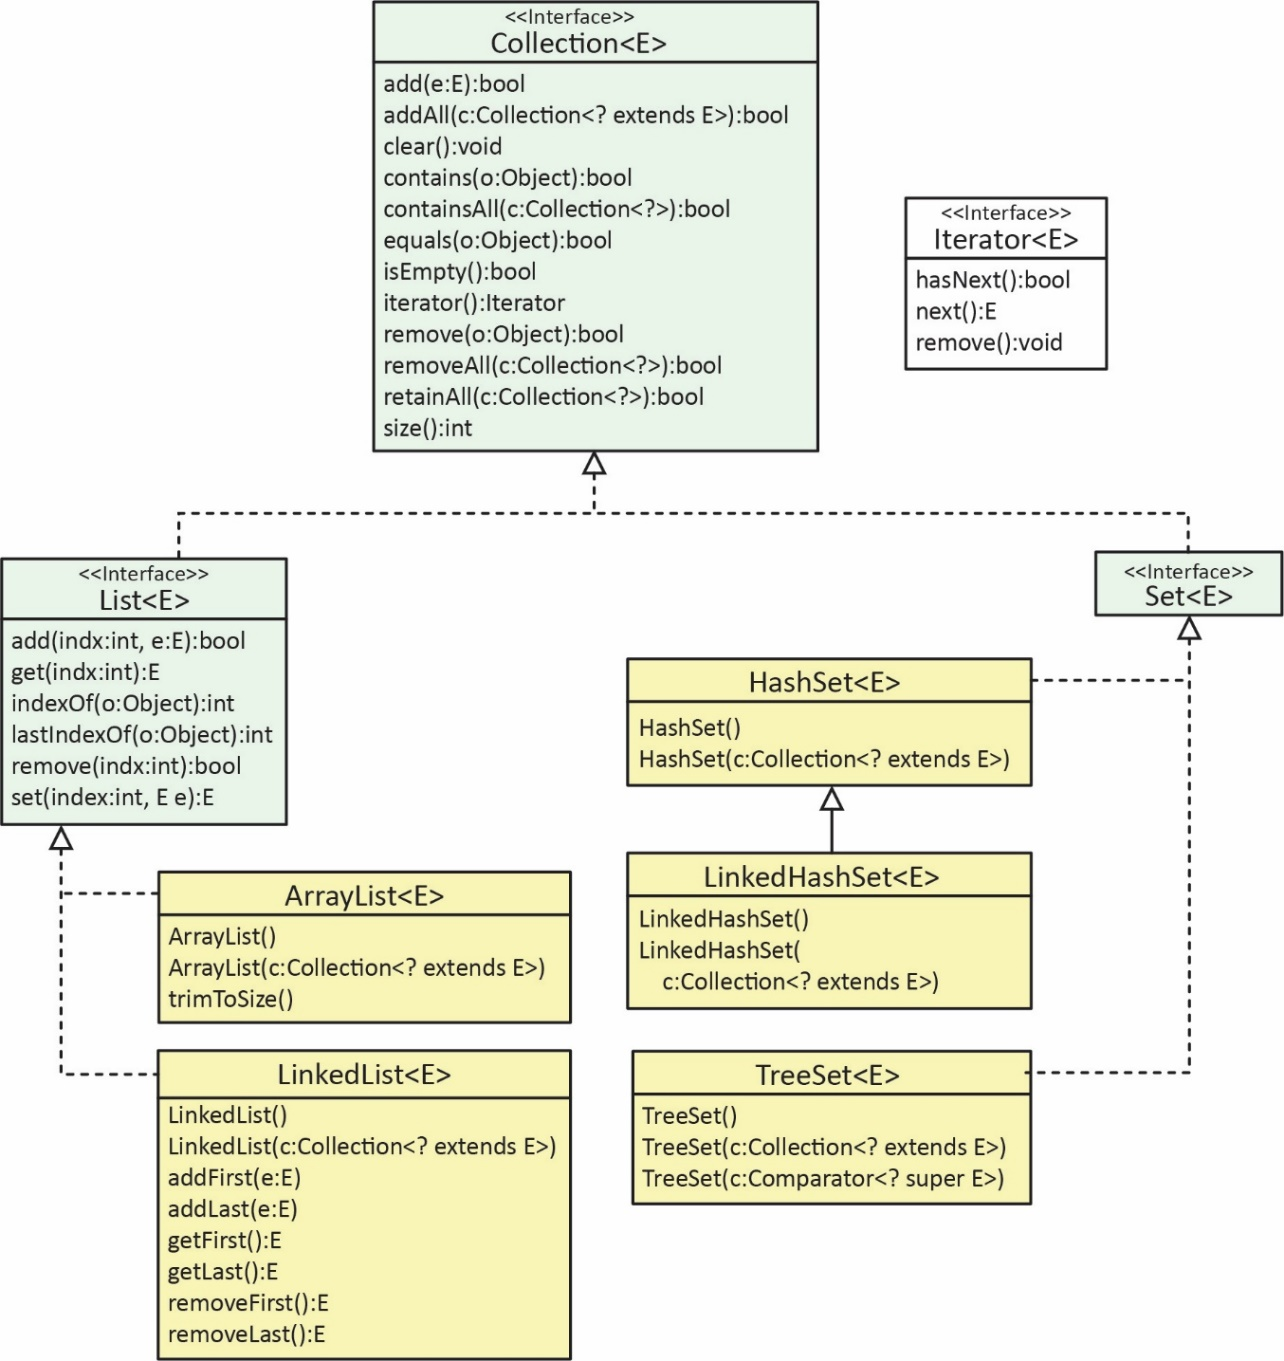 <<Interface>>
Collection<E>
add(e:E):bool
addAll(c:Collection<? extends E>):bool
clear():void
contains(o:Object):bool
containsAll(c:Collection<?>):bool
equals(o:Object):bool
isEmpty():bool
iterator():Iterator
remove(o:Object):bool
removeAll(c:Collection<?>):bool
retainAll(c:Collection<?>):bool
size():int
<<Interface>>
Iterator<E>
hasNext():bool
next():E
remove():void
<<Interface>>
List<E>
add(indx:int, e:E):bool
get(indx:int):E
indexOf(o:Object):int
lastIndexOf(o:Object):int
remove(indx:int):bool
set(index:int, E e):E
<<Interface>>
Set<E>
HashSet<E>
HashSet()
HashSet(c:Collection<? extends E>)
LinkedHashSet<E>
LinkedHashSet()
LinkedHashSet(
c:Collection<? extends E>)
ArrayList<E>
ArrayList()
ArrayList(c:Collection<? extends E>)
trimToSize()
LinkedList<E>
LinkedList()
LinkedList(c:Collection<? extends E>)
addFirst(e:E)
addLast(e:E)
getFirst():E
getLast():E
removeFirst():E
removeLast():E
TreeSet<E>
TreeSet()
TreeSet(c:Collection<? extends E>)
TreeSet(c:Comparator<? super E>)